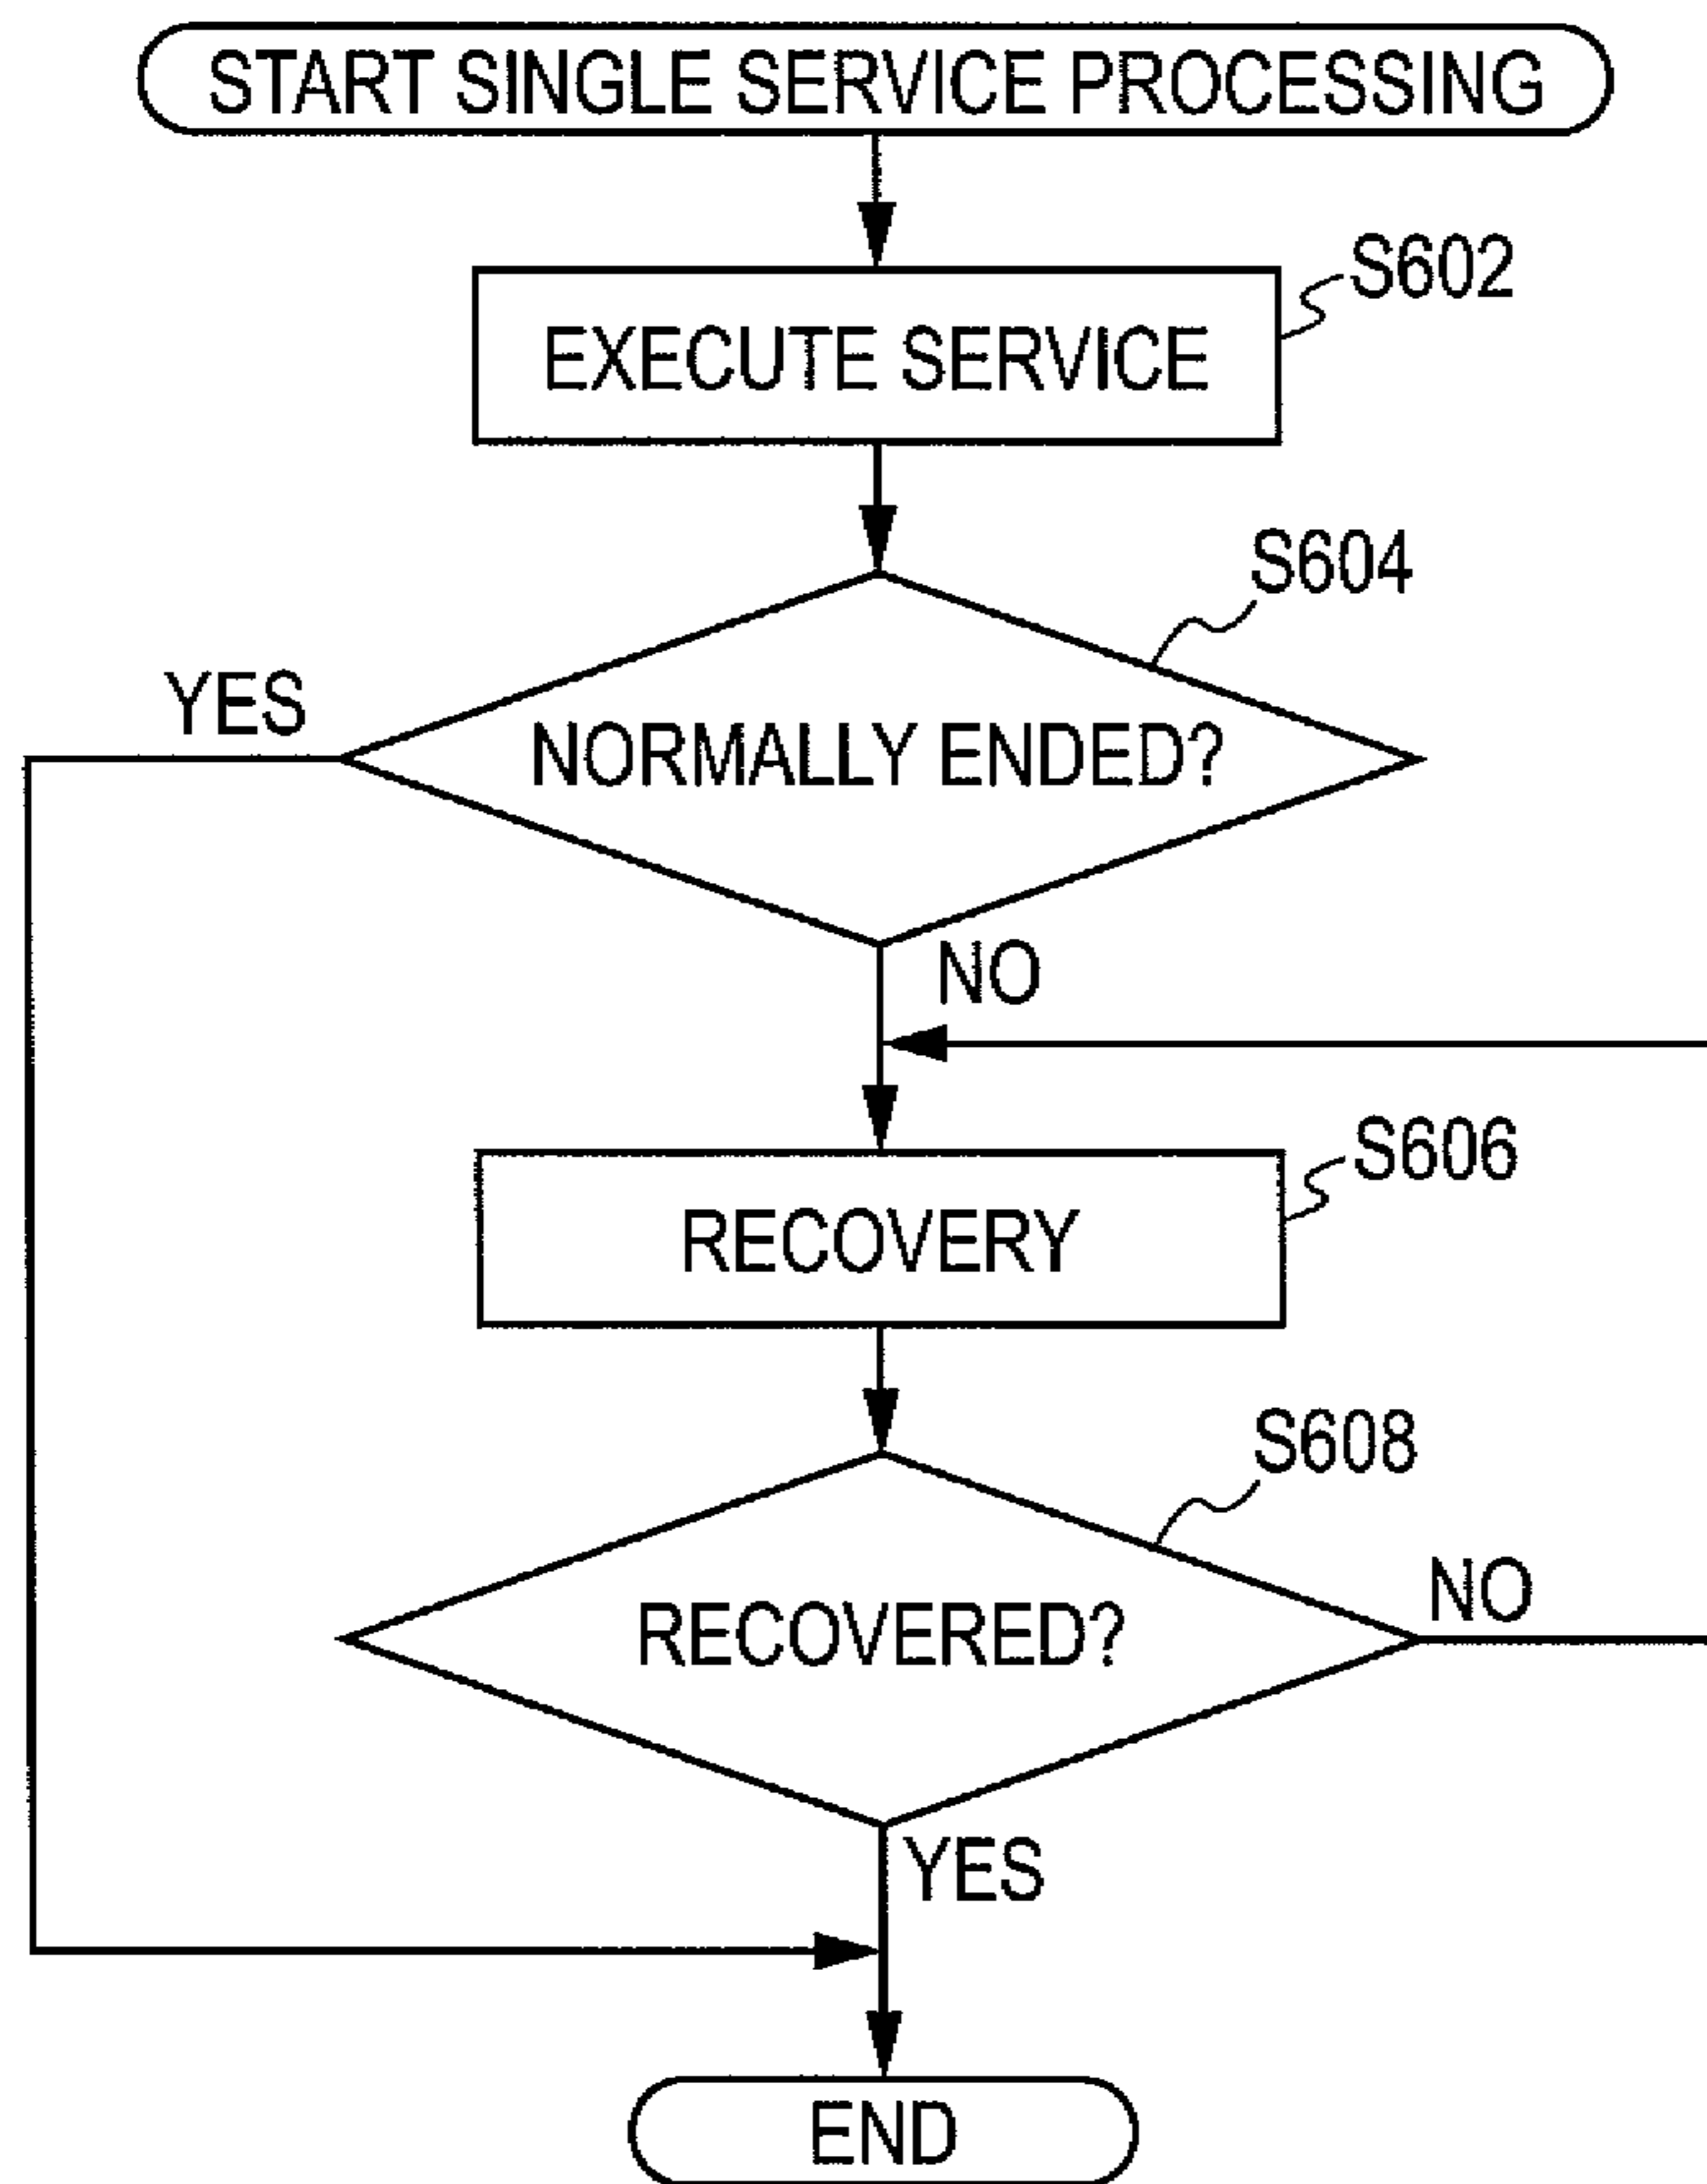 START SINGLE SERVICE PROCESSING
S602
EXECUTE SERVICE
S604
YES
NORMALLY ENDED?
NO
S606
RECOVERY
S608
NO
RECOVERED?
YES
END